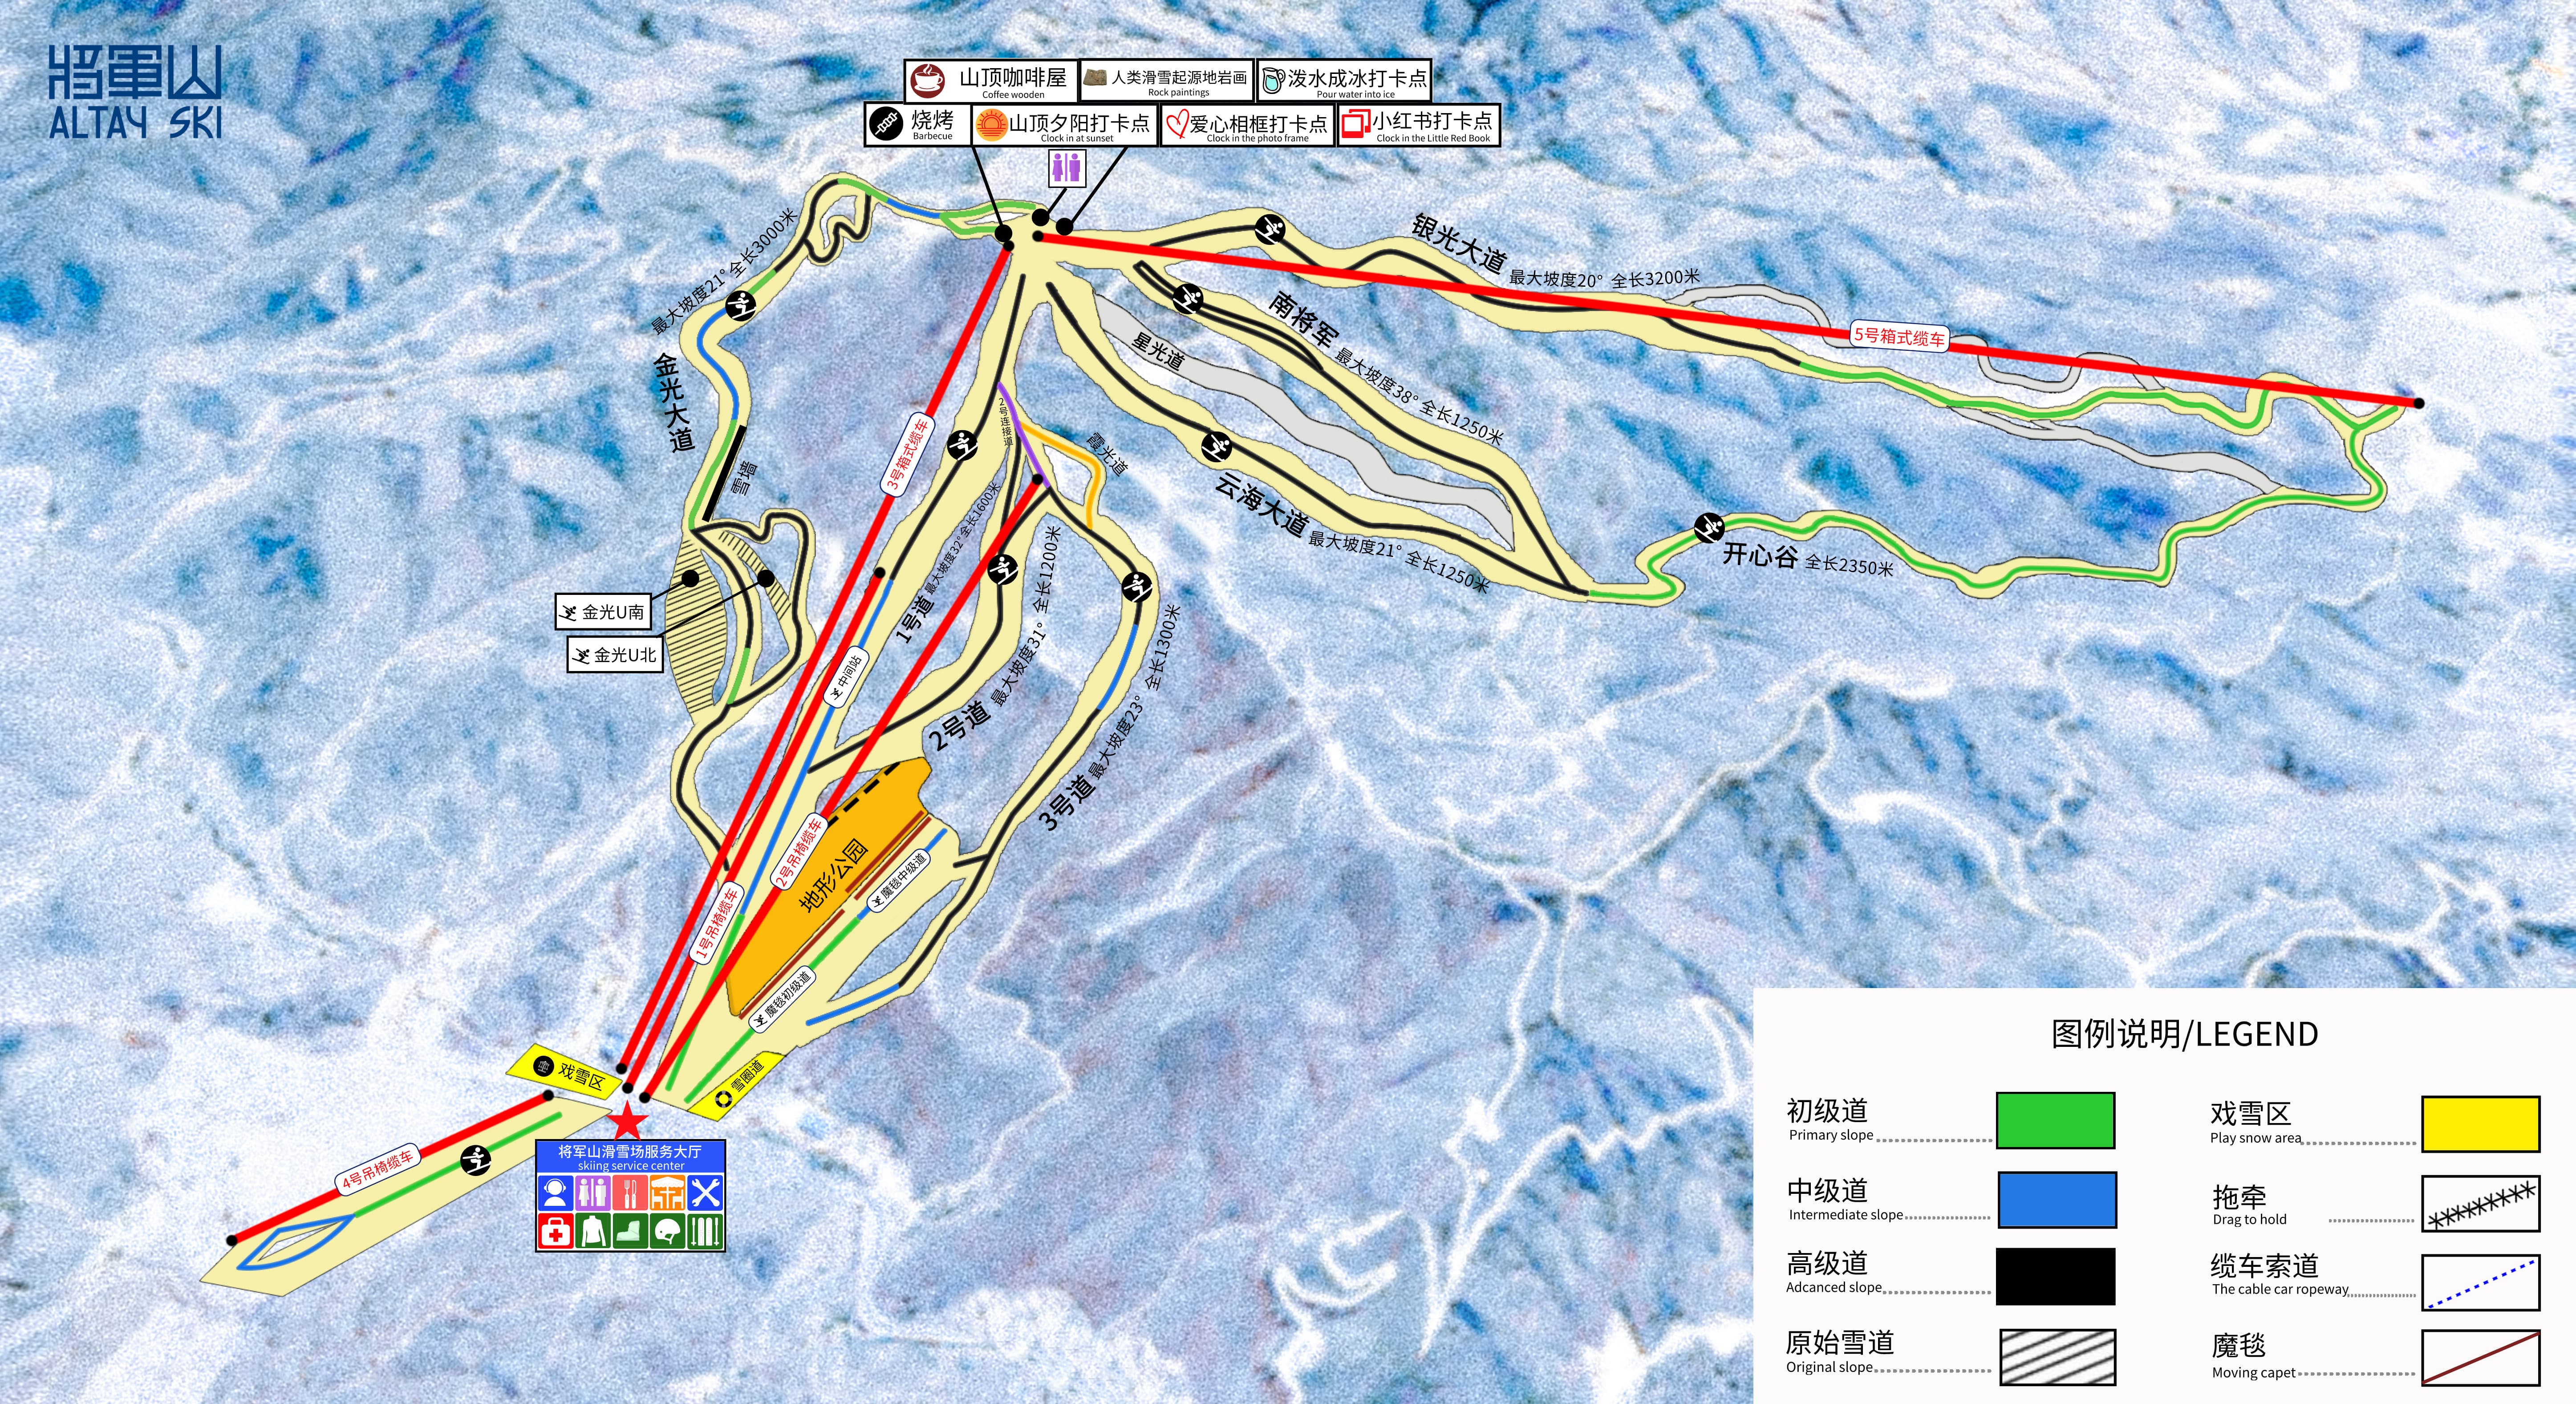 将軍山
ALTAY SKI
山顶咖啡屋
Coffee wooden
人类滑雪起源地岩画
Rock paintings
泼水成冰打卡点
Pour water into ice
烧烤
Barbecue
山顶夕阳打卡点
Clock in at sunset
爱心相框打卡点
Clock in the photo frame
小红书打卡点
Clock in the Little Red Book
金光大道
最大坡度21° 全长3000米
雪墙
金光U南
金光U北
银光大道
最大坡度20° 全长3200米
5号箱式缆车
南将军
最大坡度38° 全长1250米
星光道
云海大道
最大坡度21° 全长1250米
开心谷
全长2350米
3号箱式缆车
2号连接道
霞光道
1号道
最大坡度32° 全长1600米
中间站
2号道
最大坡度31° 全长1200米
3号道
最大坡度23° 全长1300米
2号吊椅缆车
1号吊椅缆车
地形公园
魔毯中级道
魔毯初级道
雪圈道
戏雪区
4号吊椅缆车
将军山滑雪场服务大厅
skiing service center
图例说明/LEGEND
初级道
Primary slope
中级道
Intermediate slope
高级道
Adcanced slope
原始雪道
Original slope
戏雪区
Play snow area
拖牵
Drag to hold
缆车索道
The cable car ropeway
魔毯
Moving capet